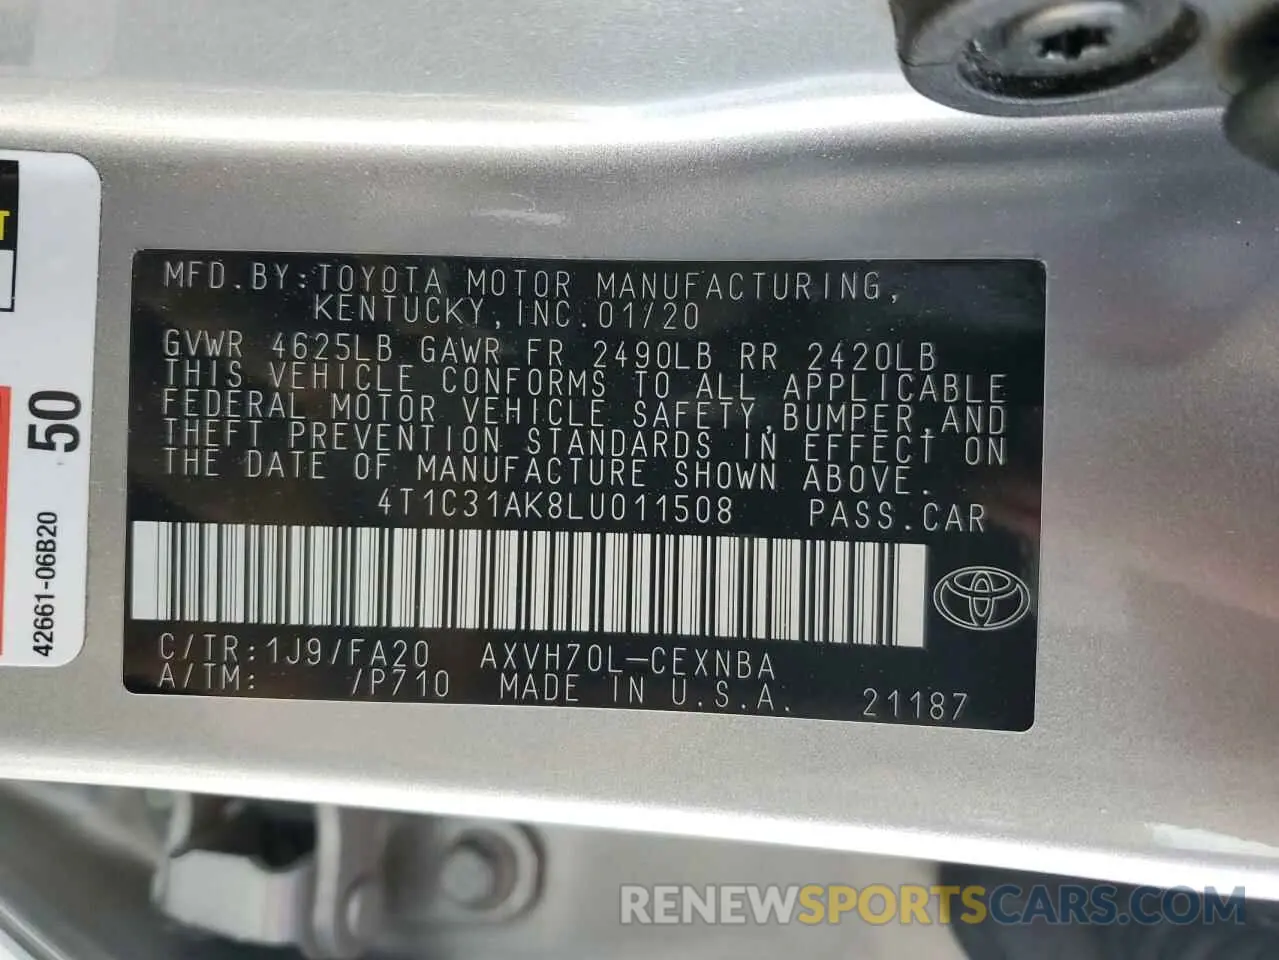 MFD.BY:TOYOTA MOTOR MANUFACTURING,
KENTUCKY,INC.01/20
GVWR 4625LB GAWR FR 2490LB RR 2420LB
THIS VEHICLE CONFORMS TO ALL APPLICABLE
FEDERAL MOTOR VEHICLE SAFETY,BUMPER,AND
THEFT PREVENTION STANDARDS IN EFFECT ON
THE DATE OF MANUFACTURE SHOWN ABOVE.
4T1C31AK8LU011508 PASS.CAR
C/TR:1J9/FA20 AXVH70L-CEXNBA
A/TM: /P710 MADE IN U.S.A. 21187
T
50
42661-06B20
RENEWSPORTSCARS.COM